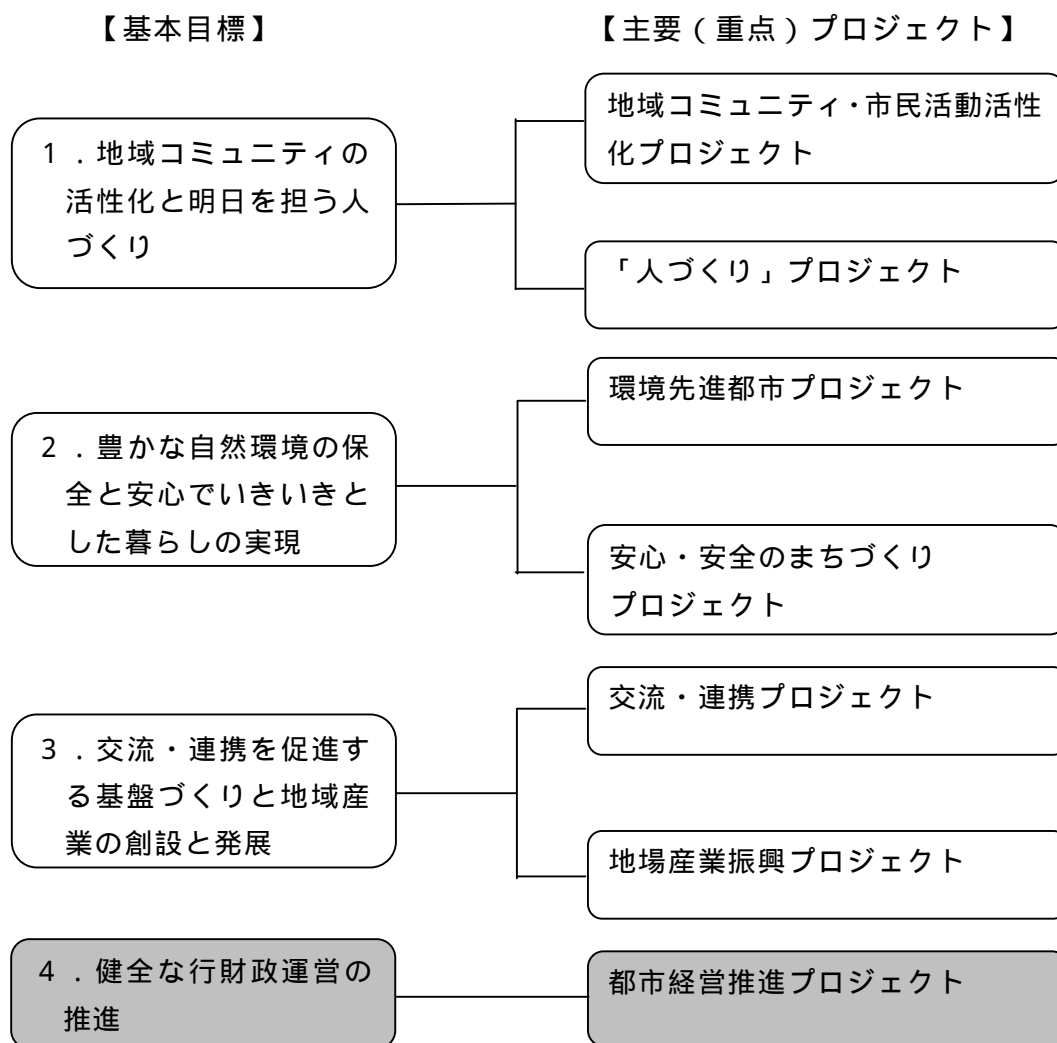 【基本目標】
【主要(重点)プロジェクト】
1.地域コミュニティの
活性化と明日を担う人
づくり
地域コミュニティ・市民活動活性
化プロジェクト
「人づくり」プロジェクト
2.豊かな自然環境の保
全と安心でいきいきと
した暮らしの実現
環境先進都市プロジェクト
安心・安全のまちづくり
プロジェクト
3.交流・連携を促進す
る基盤づくりと地域産
業の創設と発展
交流・連携プロジェクト
地場産業振興プロジェクト
4.健全な行財政運営の
推進
都市経営推進プロジェクト